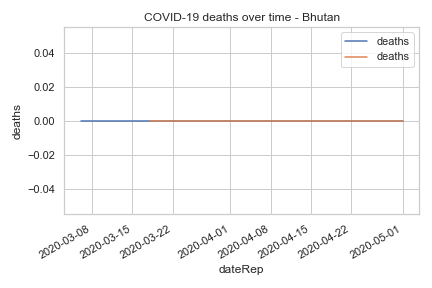 COVID-19 deaths over time - Bhutan
deaths
deaths
0.04
0.02
0.00
−0.02
−0.04
deaths
2020-03-08
2020-03-15
2020-03-22
2020-04-01
2020-04-08
2020-04-15
2020-04-22
2020-05-01
dateRep